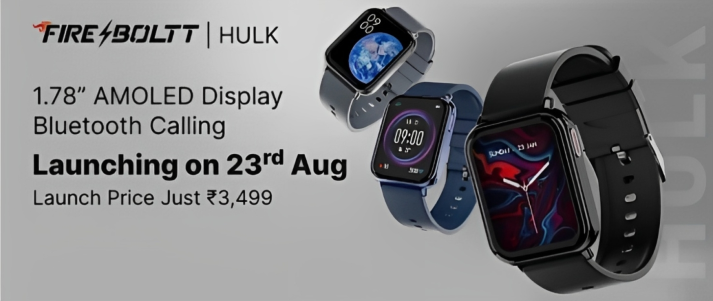 FIRE-BOLTT | HULK
1.78” AMOLED Display
Bluetooth Calling
Launching on 23rd Aug
Launch Price Just ₹3,499
09:00
HULK